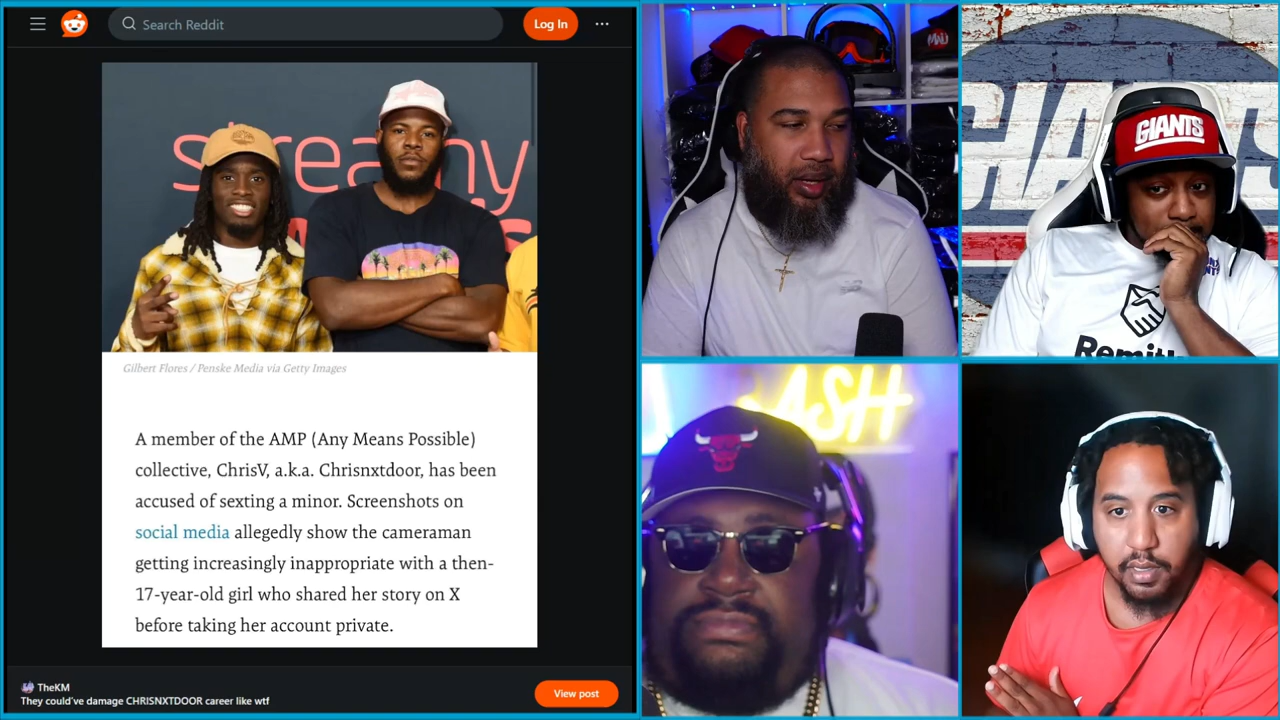 Search Reddit
Log In
streamy
Gilbert Flores / Penske Media via Getty Images
A member of the AMP (Any Means Possible)
collective, ChrisV, a.k.a. Chrisnxtdoor, has been
accused of sexting a minor. Screenshots on
social media allegedly show the cameraman
getting increasingly inappropriate with a then-
17-year-old girl who shared her story on X
before taking her account private.
TheKM
They could've damage CHRISNXTDOOR career like wtf
View post
GIANTS
ASH